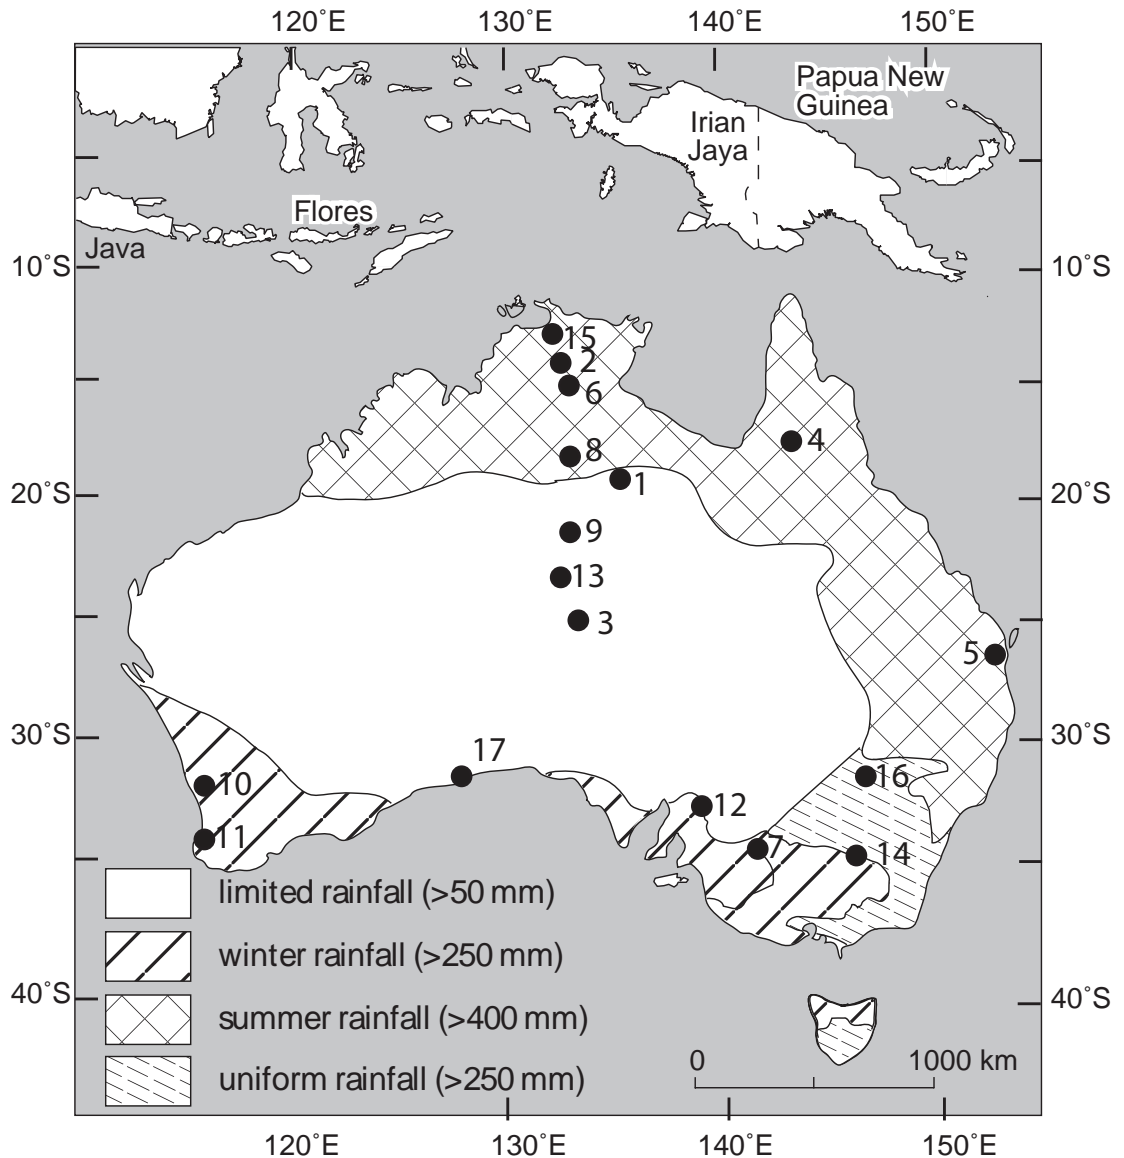 120˚E 130˚E 140˚E 150˚E
Papua New
Guinea
Irian
Jaya
Flores
Java
10˚S 10˚S
15
2
6
4
8
1
20˚S 20˚S
9
13
3
5
30˚S 30˚S
17
16
10
12
11
7
14
limited rainfall (>50 mm)
winter rainfall (>250 mm)
40˚S 40˚S
summer rainfall (>400 mm)
0 1000 km
uniform rainfall (>250 mm)
120˚E 130˚E 140˚E 150˚E